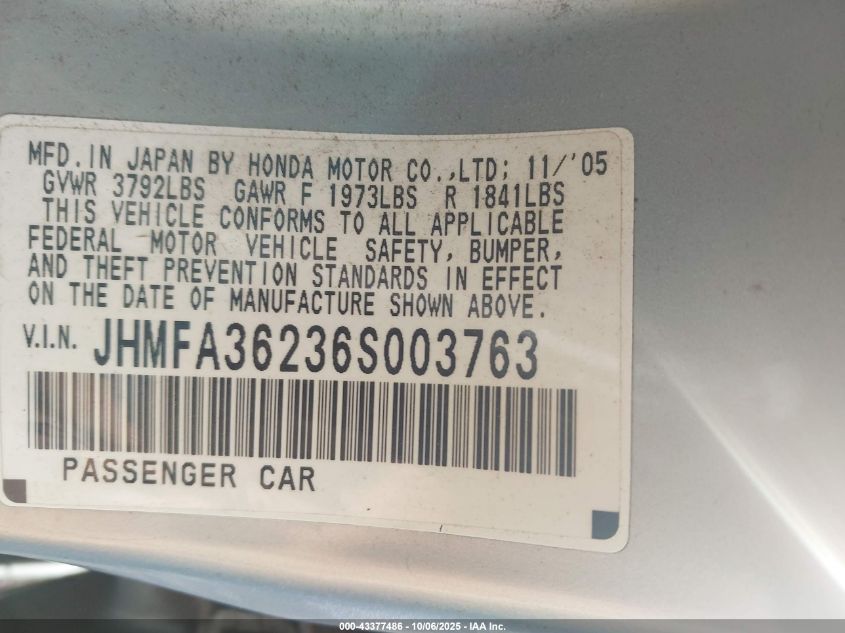 MFD. IN JAPAN BY HONDA MOTOR CO.,LTD; 11/'05
GVWR 3792LBS GAWR F 1973LBS R 1841LBS
THIS VEHICLE CONFORMS TO ALL APPLICABLE
FEDERAL MOTOR VEHICLE SAFETY, BUMPER,
AND THEFT PREVENTION STANDARDS IN EFFECT
ON THE DATE OF MANUFACTURE SHOWN ABOVE.
V.I.N. JHMFA36236S003763
PASSENGER CAR
000-43377486 - 10/06/2025 - IAA Inc.